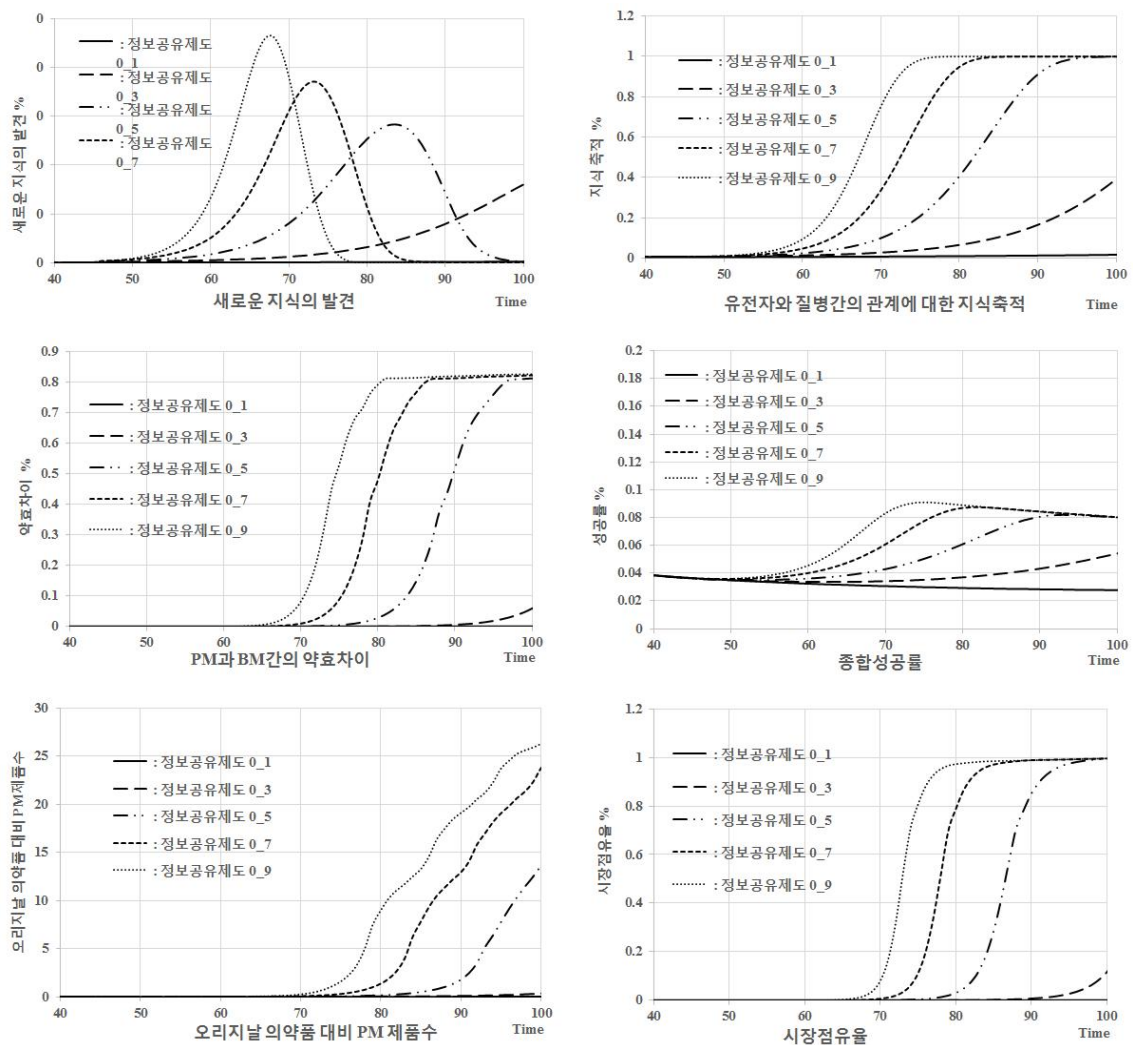 0
0
0
0
0
0
새로운 지식의 발견 %
: 정보공유제도
0_1
: 정보공유제도
0_3
: 정보공유제도
0_5
: 정보공유제도
0_7
40 50 60 70 80 90 100
새로운 지식의 발견
Time
1.2
1
0.8
0.6
0.4
0.2
0
지식 축적 %
: 정보공유제도 0_1
: 정보공유제도 0_3
: 정보공유제도 0_5
: 정보공유제도 0_7
: 정보공유제도 0_9
40 50 60 70 80 90 100
유전자와 질병간의 관계에 대한 지식축적
Time
0.9
0.8
0.7
0.6
0.5
0.4
0.3
0.2
0.1
0
약효차이 %
: 정보공유제도 0_1
: 정보공유제도 0_3
: 정보공유제도 0_5
: 정보공유제도 0_7
: 정보공유제도 0_9
40 50 60 70 80 90 100
PM과 BM간의 약효차이
Time
0.2
0.18
0.16
0.14
0.12
0.1
0.08
0.06
0.04
0.02
0
성공률 %
: 정보공유제도 0_1
: 정보공유제도 0_3
: 정보공유제도 0_5
: 정보공유제도 0_7
: 정보공유제도 0_9
40 50 60 70 80 90 100
종합성공률
Time
30
25
20
15
10
5
0
오리지날 의약품 대비 PM제품수
: 정보공유제도 0_1
: 정보공유제도 0_3
: 정보공유제도 0_5
: 정보공유제도 0_7
: 정보공유제도 0_9
40 50 60 70 80 90 100
오리지날 의약품 대비 PM 제품수
Time
1.2
1
0.8
0.6
0.4
0.2
0
시장점유율 %
: 정보공유제도 0_1
: 정보공유제도 0_3
: 정보공유제도 0_5
: 정보공유제도 0_7
: 정보공유제도 0_9
40 50 60 70 80 90 100
시장점유율
Time